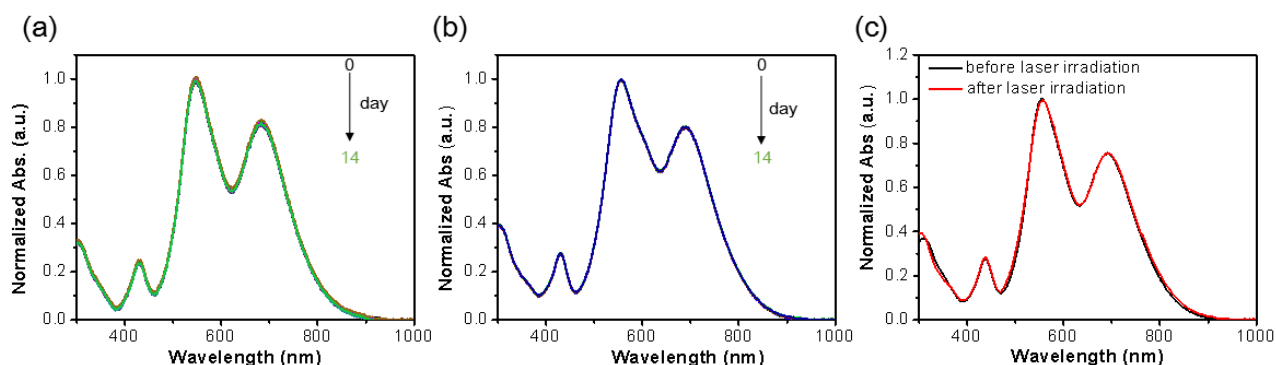 (a)
Normalized Abs. (a.u.)
1.0
0.8
0.6
0.4
0.2
0.0
400 600 800 1000
Wavelength (nm)
0
day
14
(b)
Normalized Abs (a.u.)
1.0
0.8
0.6
0.4
0.2
0.0
400 600 800 1000
Wavelength (nm)
0
day
14
(c)
Normalized Abs (a.u.)
1.2
1.0
0.8
0.6
0.4
0.2
0.0
400 600 800 1000
Wavelength (nm)
before laser irradiation
after laser irradiation